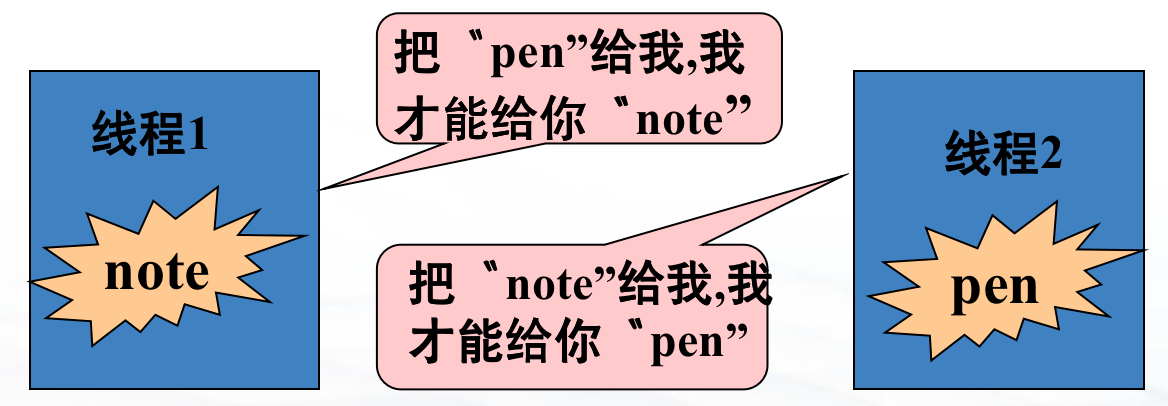 线程1
note
把〝pen”给我,我
才能给你〝note”
把〝note”给我,我
才能给你〝pen”
线程2
pen